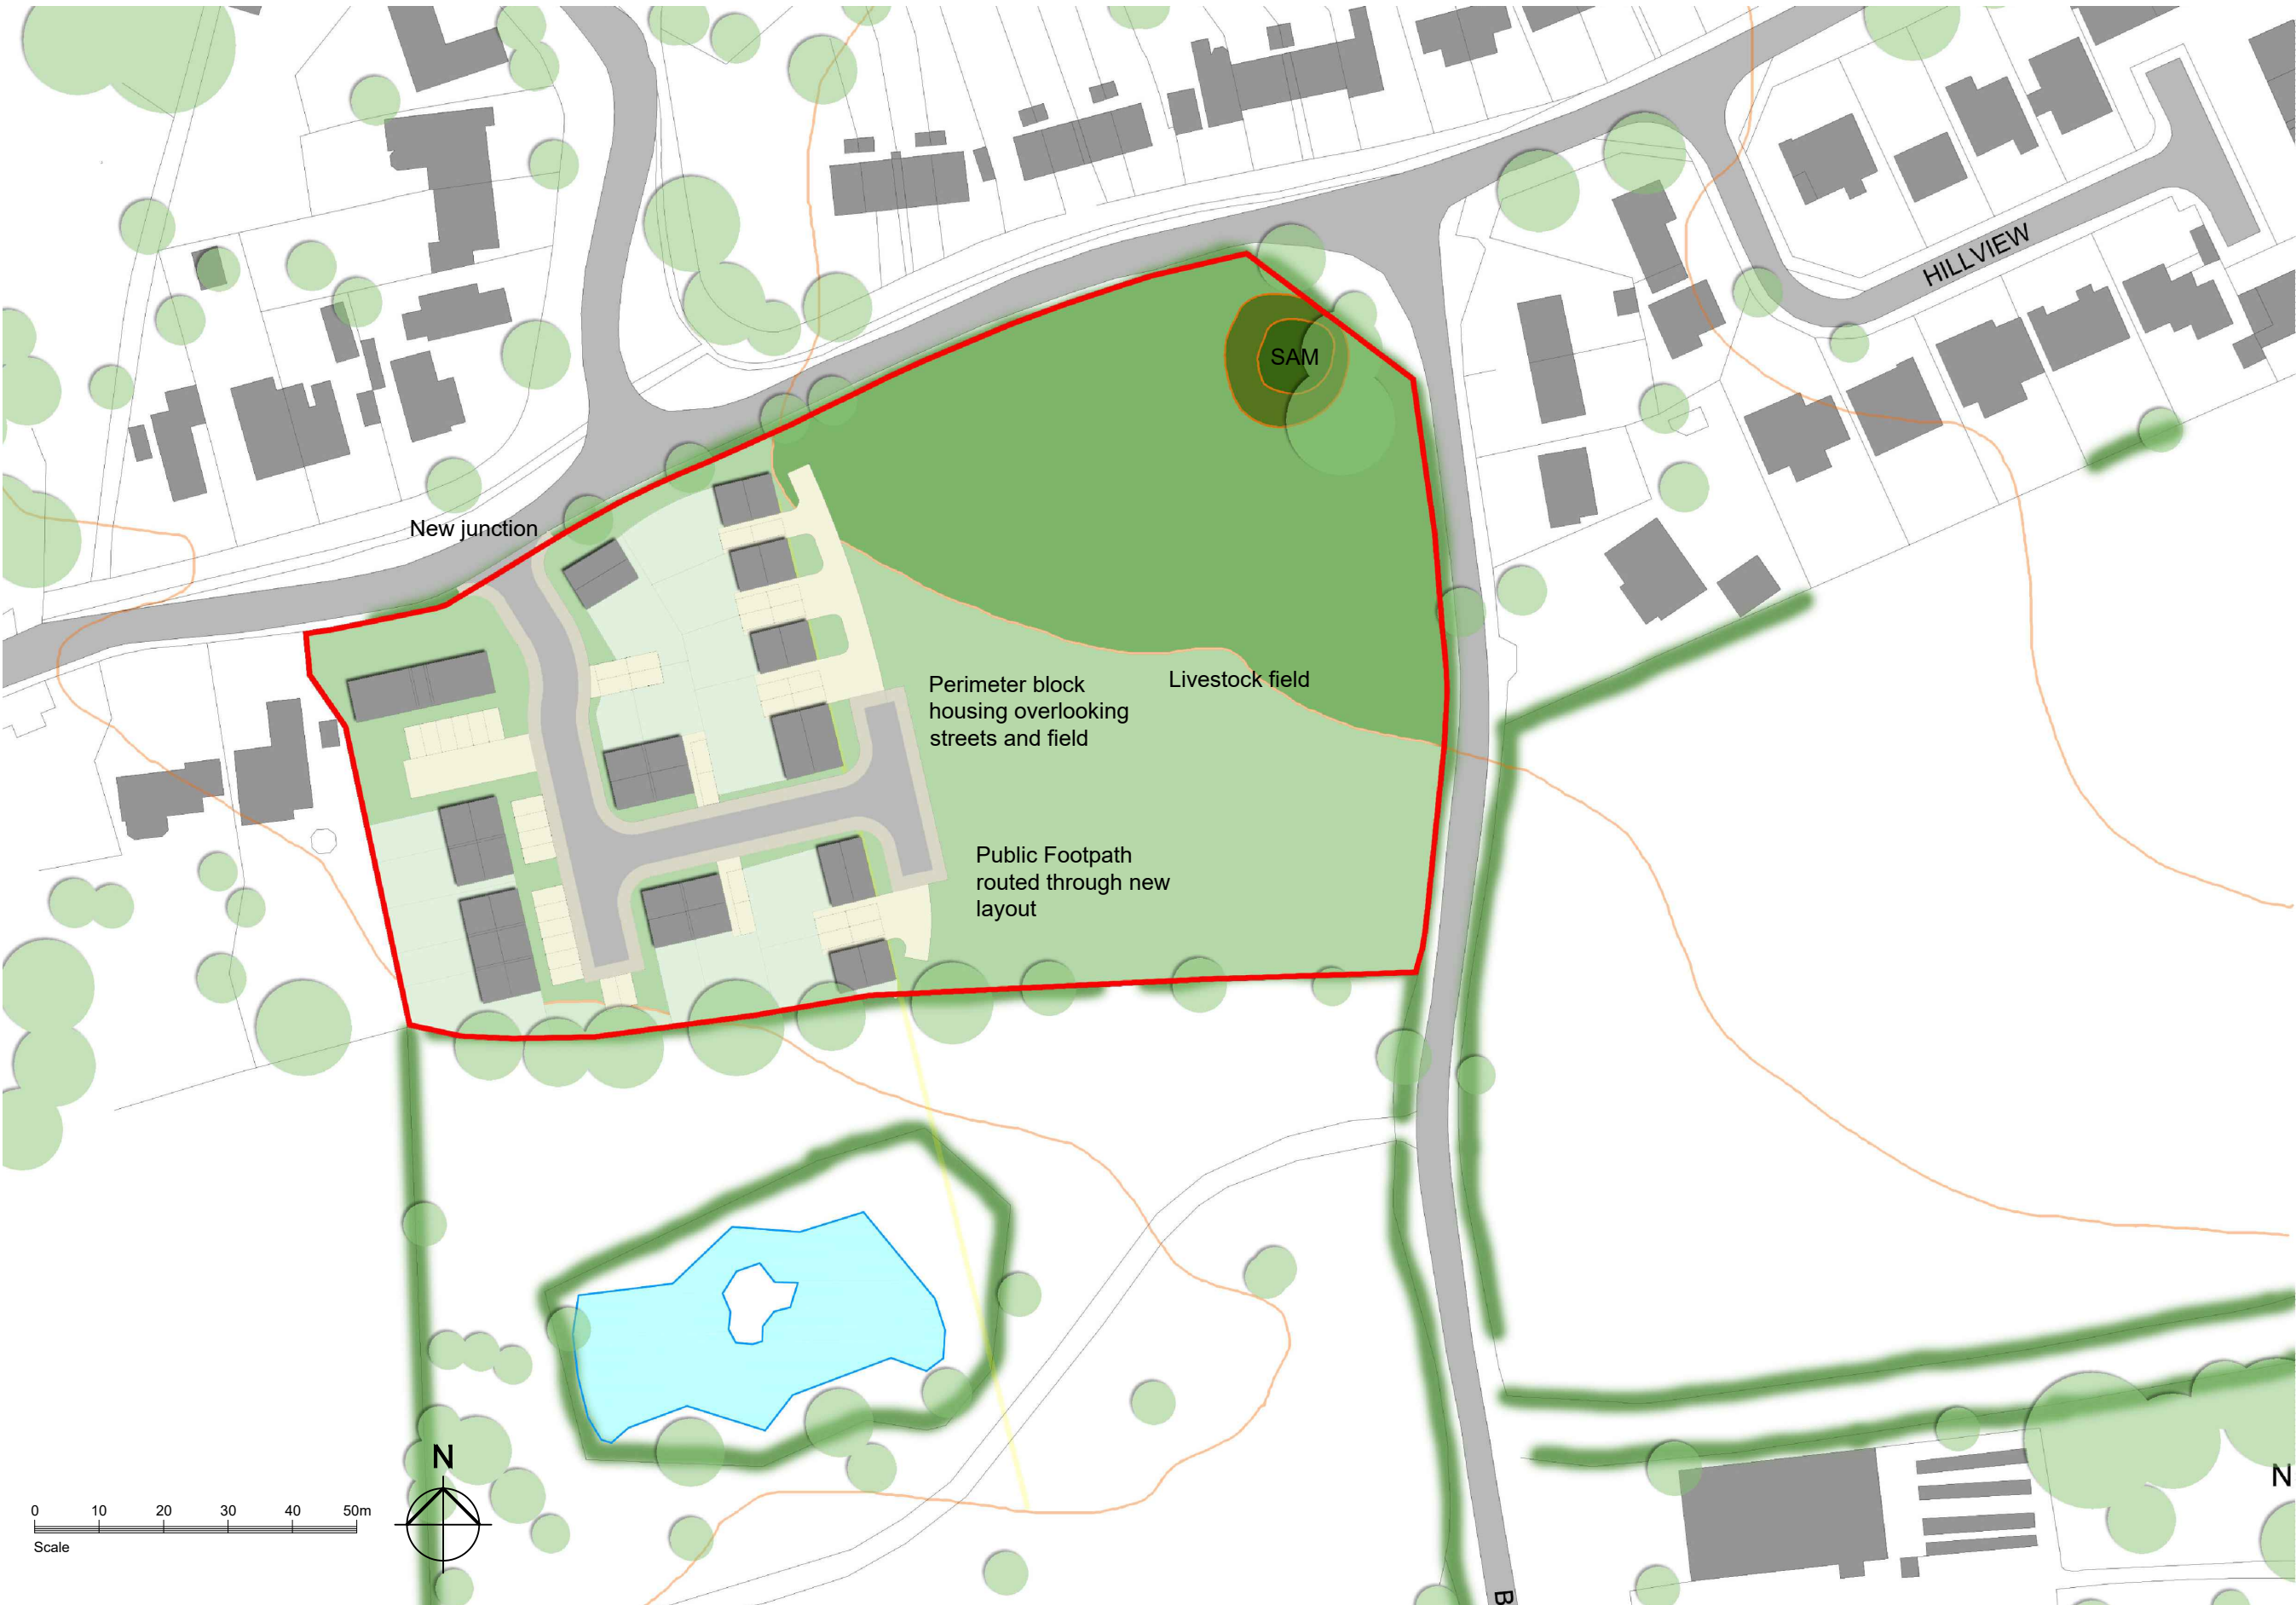 HILLVIEW
SAM
New junction
Perimeter block
housing overlooking
streets and field
Livestock field
Public Footpath
routed through new
layout
N
N
0 10 20 30 40 50m
Scale
B